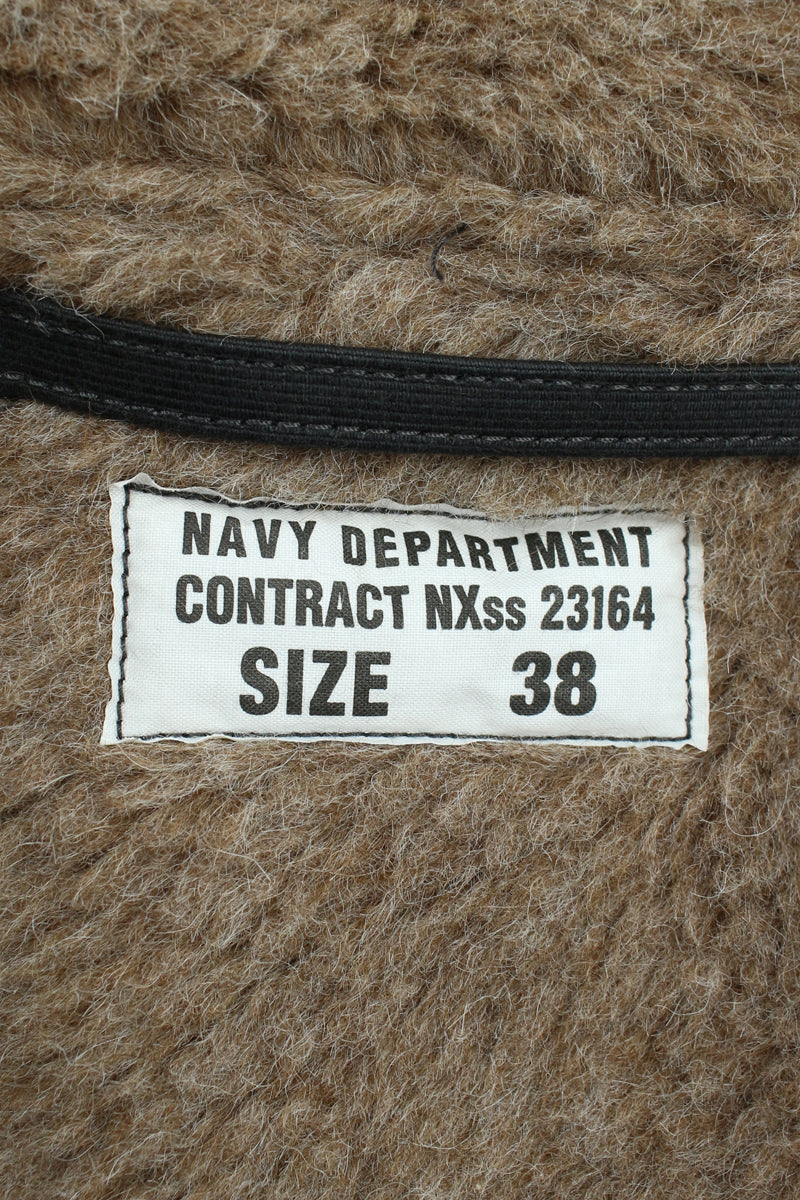 NAVY DEPARTMENT
CONTRACT NXss 23164
SIZE 38